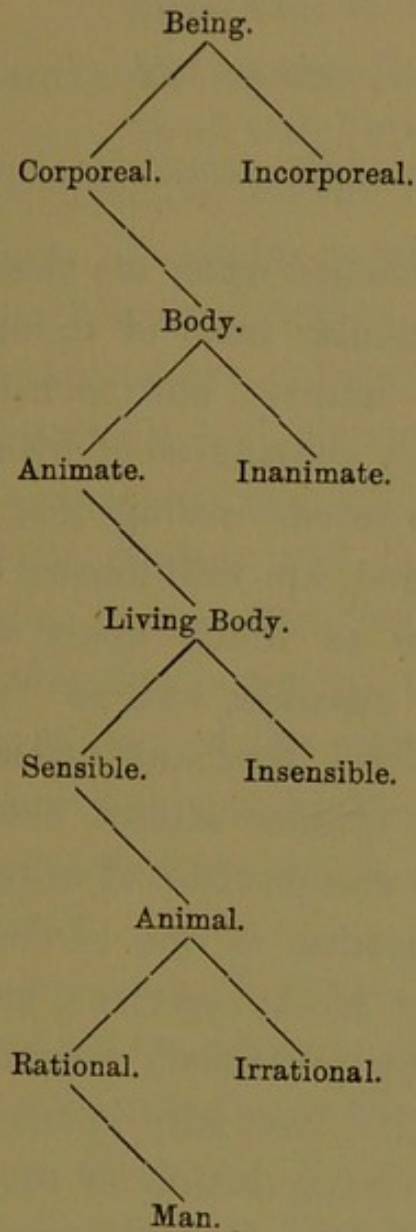 Being.
Corporeal. Incorporeal.
Body.
Animate. Inanimate.
Living Body.
Sensible. Insensible.
Animal.
Rational. Irrational.
Man.